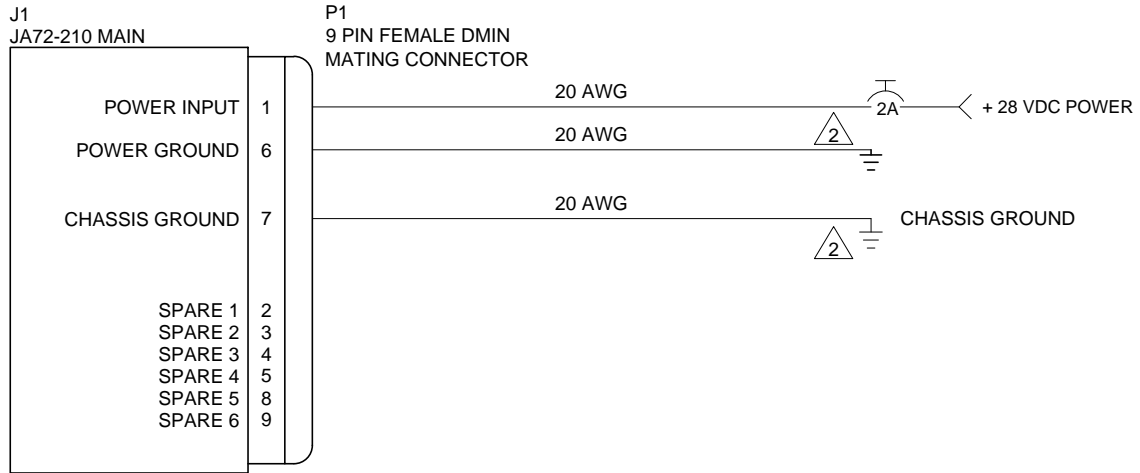 J1
JA72-210 MAIN
P1
9 PIN FEMALE DMIN
MATING CONNECTOR
POWER INPUT 1 20 AWG 2A + 28 VDC POWER
POWER GROUND 6 20 AWG 2
CHASSIS GROUND 7 20 AWG CHASSIS GROUND
2
SPARE 1 2
SPARE 2 3
SPARE 3 4
SPARE 4 5
SPARE 5 8
SPARE 6 9